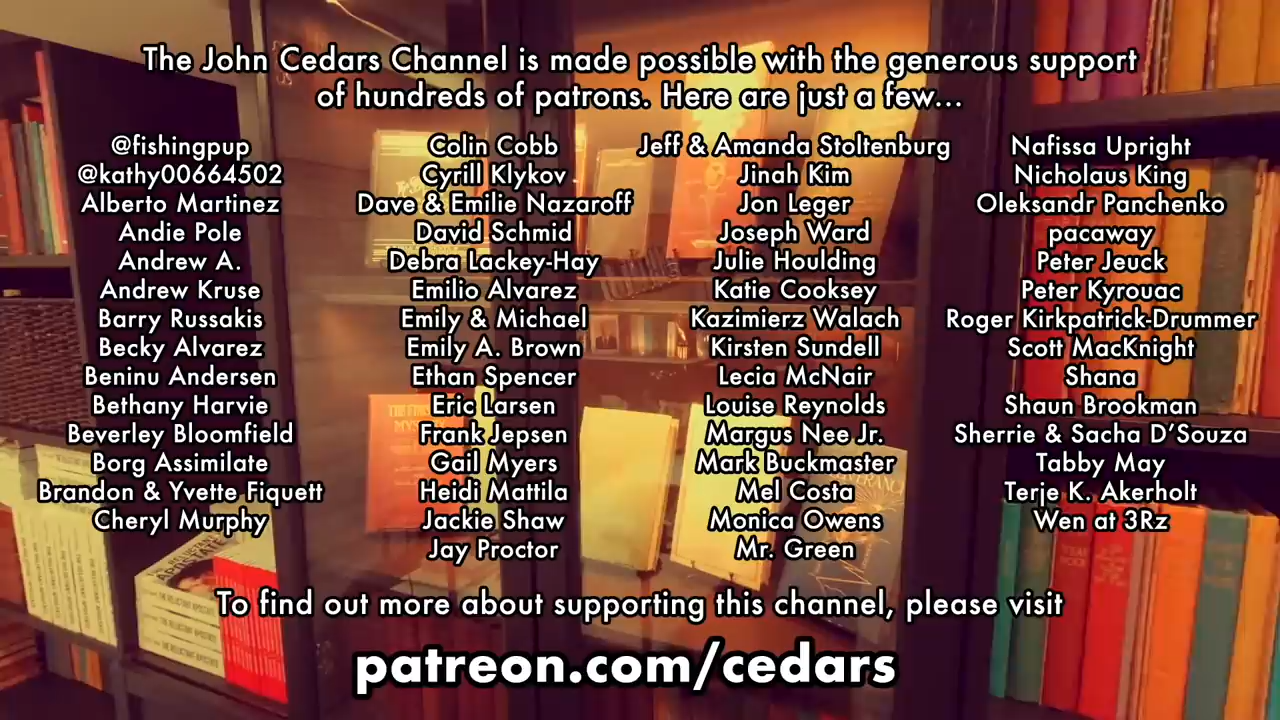 The John Cedars Channel is made possible with the generous support
of hundreds of patrons. Here are just a few...
@fishingpup
@kathy00664502
Alberto Martinez
Andie Pole
Andrew A.
Andrew Kruse
Barry Russakis
Becky Alvarez
Beninu Andersen
Bethany Harvie
Beverley Bloomfield
Borg Assimilate
Brandon & Yvette Fiquett
Cheryl Murphy
Colin Cobb
Cyrill Klykov
Dave & Emilie Nazaroff
David Schmid
Debra Lackey-Hay
Emilio Alvarez
Emily & Michael
Emily A. Brown
Ethan Spencer
Eric Larsen
Frank Jepsen
Gail Myers
Heidi Mattila
Jackie Shaw
Jay Proctor
Jeff & Amanda Stoltenburg
Jinah Kim
Jon Leger
Joseph Ward
Julie Houlding
Katie Cooksey
Kazimierz Walach
Kirsten Sundell
Lecia McNair
Louise Reynolds
Margus Nee Jr.
Mark Buckmaster
Mel Costa
Monica Owens
Mr. Green
Nafissa Upright
Nicholaus King
Oleksandr Panchenko
pacaway
Peter Jeuck
Peter Kyrouac
Roger Kirkpatrick-Drummer
Scott MacKnight
Shana
Shaun Brookman
Sherrie & Sacha D'Souza
Tabby May
Terje K. Akerholt
Wen at 3Rz
To find out more about supporting this channel, please visit
patreon.com/cedars